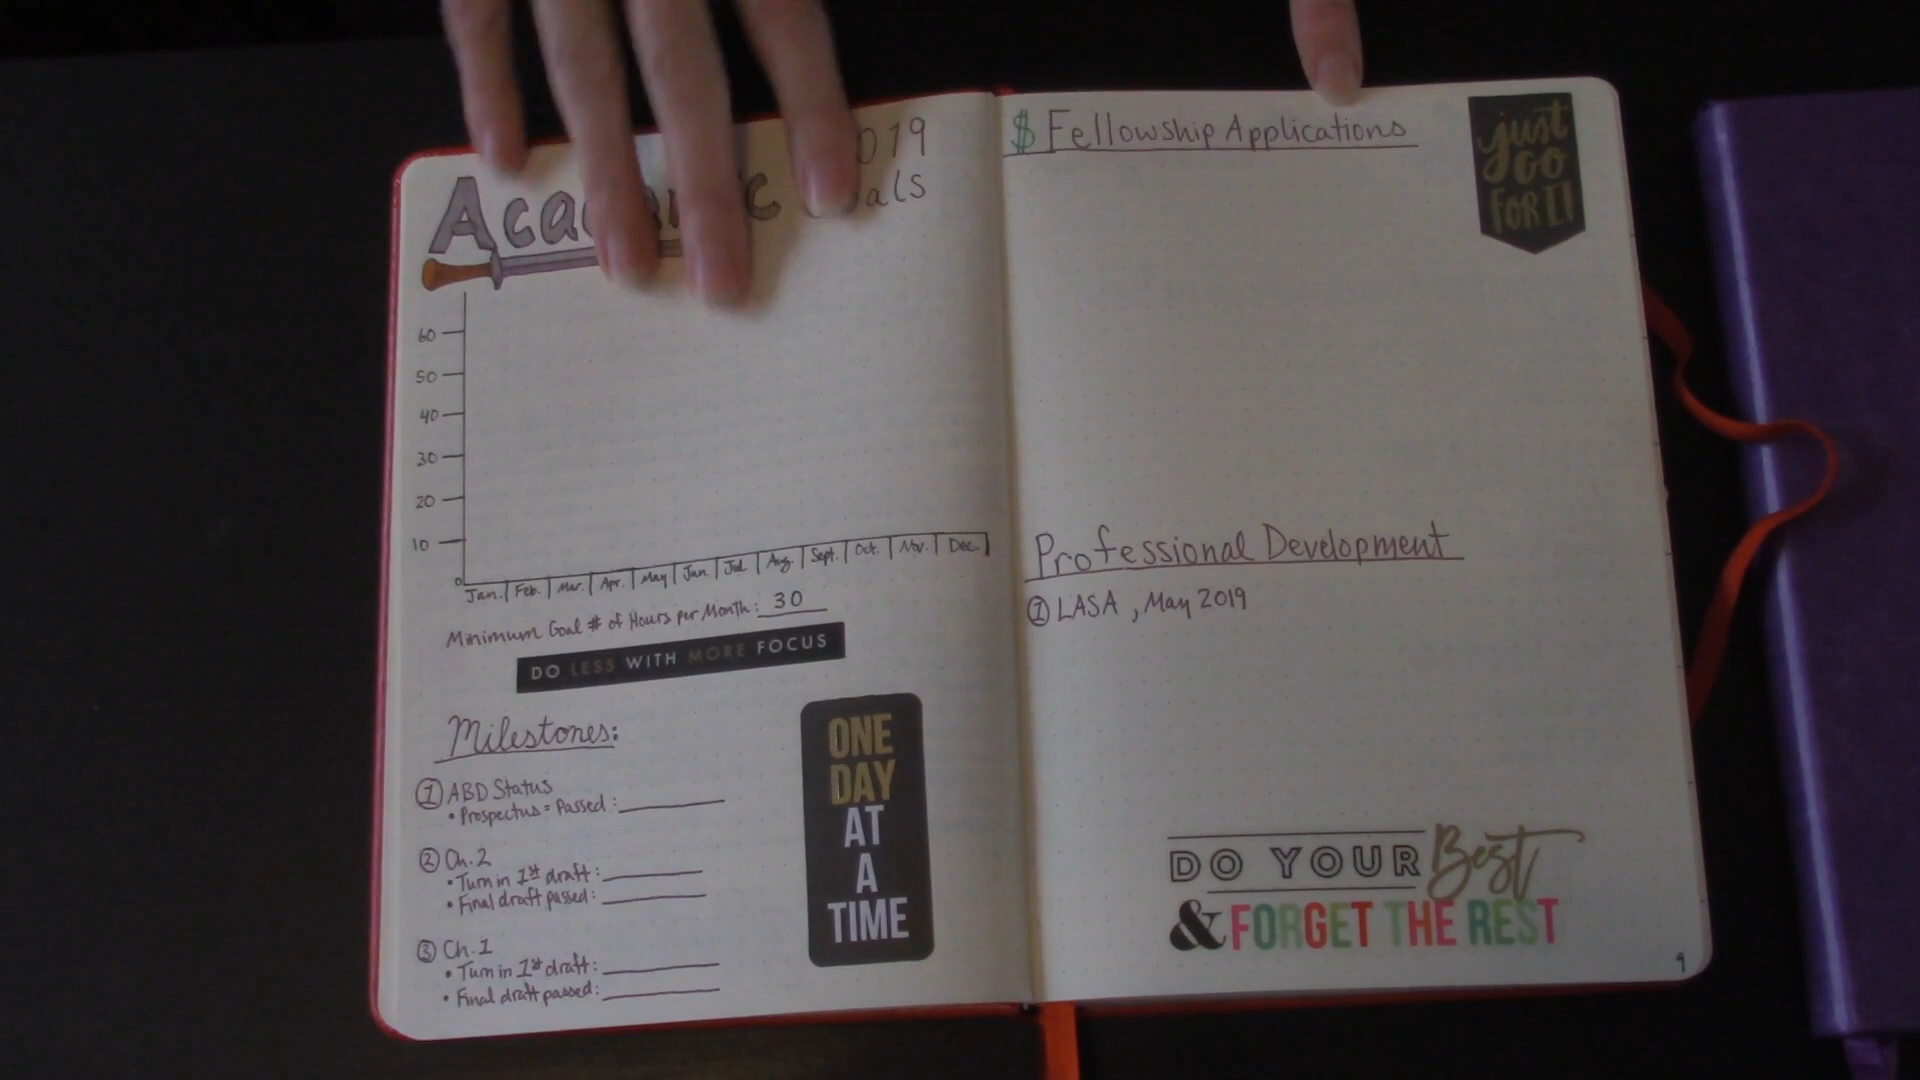 2019
Academic Goals
60
50
40
30
20
10
0
Jan. Feb. Mar. Apr. May Jun. Jul. Aug. Sept. Oct. Nov. Dec.
Minimum Goal # of Hours per Month: 30
DO LESS WITH MORE FOCUS
Milestones:
① ABD Status
• Prospectus = Passed:
② Ch. 2
• Turn in 1st draft:
• Final draft passed:
③ Ch. 1
• Turn in 1st draft:
• Final draft passed:
ONE
DAY
AT
A
TIME
$ Fellowship Applications
just
GO
FOR IT
Professional Development
① LASA, May 2019
DO YOUR Best
& FORGET THE REST
9